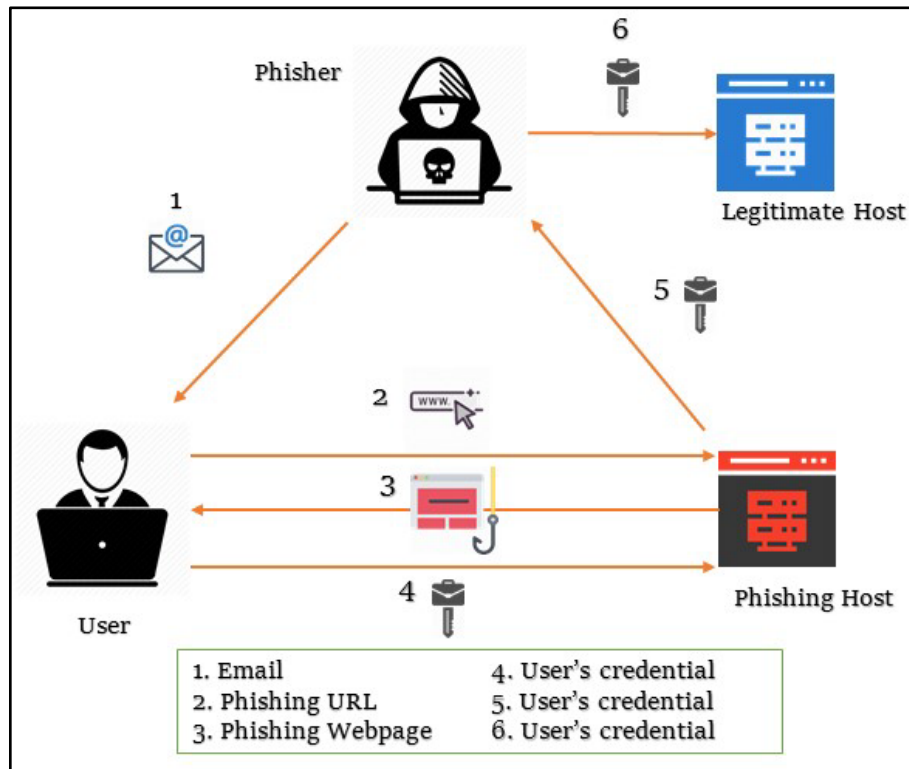 6
Phisher
1
@
Legitimate Host
5
2
www.
3
4
User
Phishing Host
1. Email
2. Phishing URL
3. Phishing Webpage
4. User's credential
5. User's credential
6. User's credential